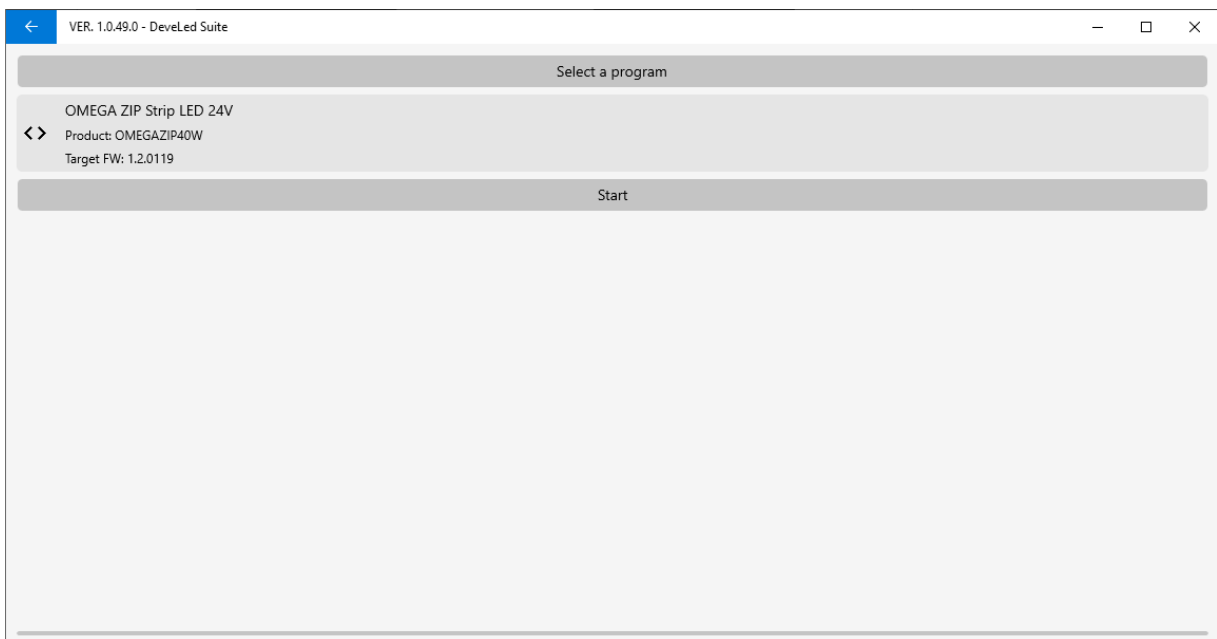 VER. 1.0.49.0 - DeveLed Suite
Select a program
OMEGA ZIP Strip LED 24V
Product: OMEGAZIP40W
Target FW: 1.2.0119
Start